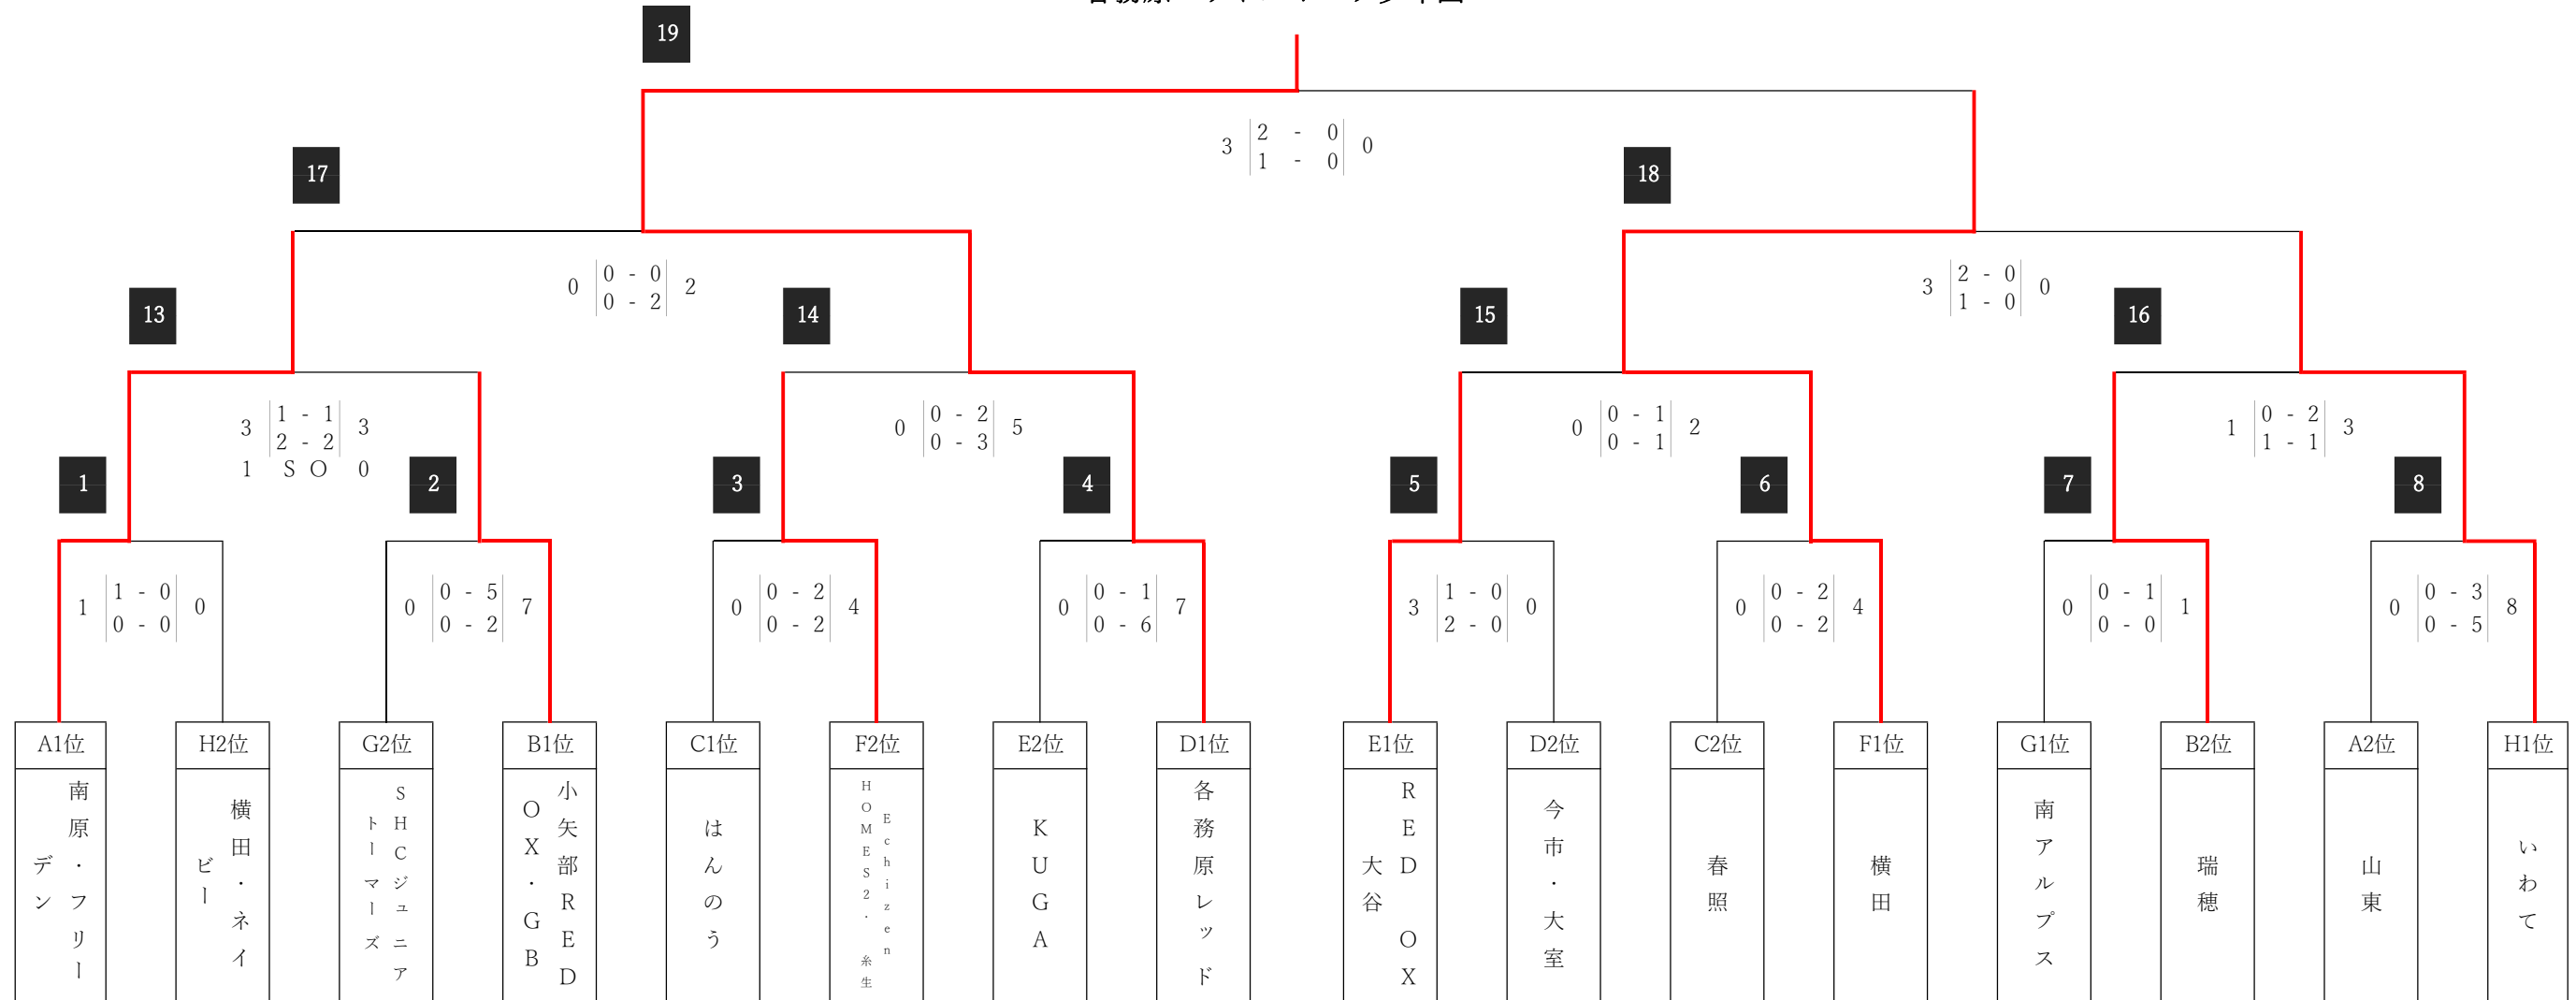 19
3 2 - 0 0
1 - 0
17
18
0 0 - 0 2
0 - 2
3 2 - 0 0
1 - 0
13
14
15
16
3 1 - 1 3
2 - 2
1 S O 0
0 0 - 2 5
0 - 3
0 0 - 1 2
0 - 1
1 0 - 2 3
1 - 1
1
2
3
4
5
6
7
8
1 1 - 0 0
0 - 0
0 0 - 5 7
0 - 2
0 0 - 2 4
0 - 2
0 0 - 1 7
0 - 6
3 1 - 0 0
2 - 0
0 0 - 2 4
0 - 2
0 0 - 1 1
0 - 0
0 0 - 3 8
0 - 5
A1位
H2位
G2位
B1位
C1位
F2位
E2位
D1位
E1位
D2位
C2位
F1位
G1位
B2位
A2位
H1位
南原・フリー
デン
横田・ネイ
ビー
SHCジュニア
トーマーズ
小矢部RED
OX・GB
はんのう
Echizen
HOMES2・糸生
KUGA
各務原レッド
RED OX
大谷
今市・大室
春照
横田
南アルプス
瑞穂
山東
いわて